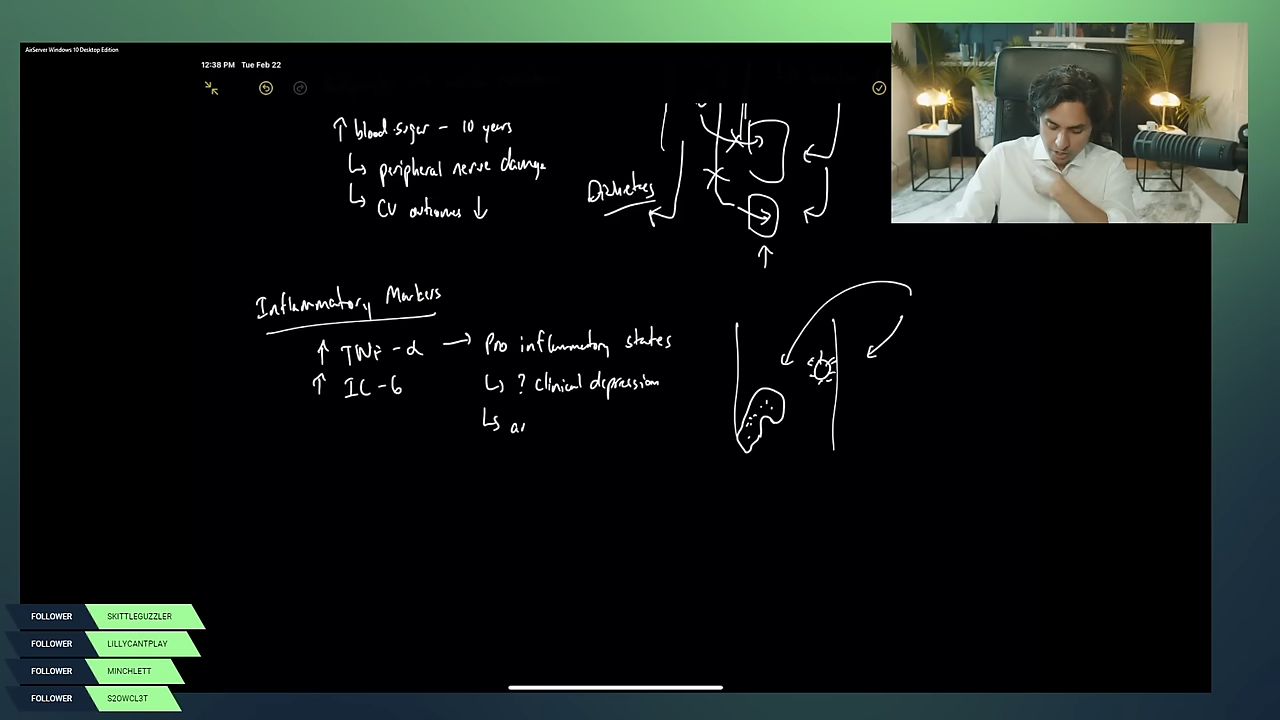 AirServer Windows 10 Desktop Edition
12:38 PM Tue Feb 22
↑ blood sugar - 10 years
↳ peripheral nerve damage
↳ CV outcomes ↓
Diabetes
Inflammatory Markers
↑ TNF-α → Pro inflammatory states
↑ IL-6
↳ ? clinical depression
↳ ar
FOLLOWER SKITTLEGUZZLER
FOLLOWER LILLYCANTPLAY
FOLLOWER MINCHLETT
FOLLOWER S20WCL3T